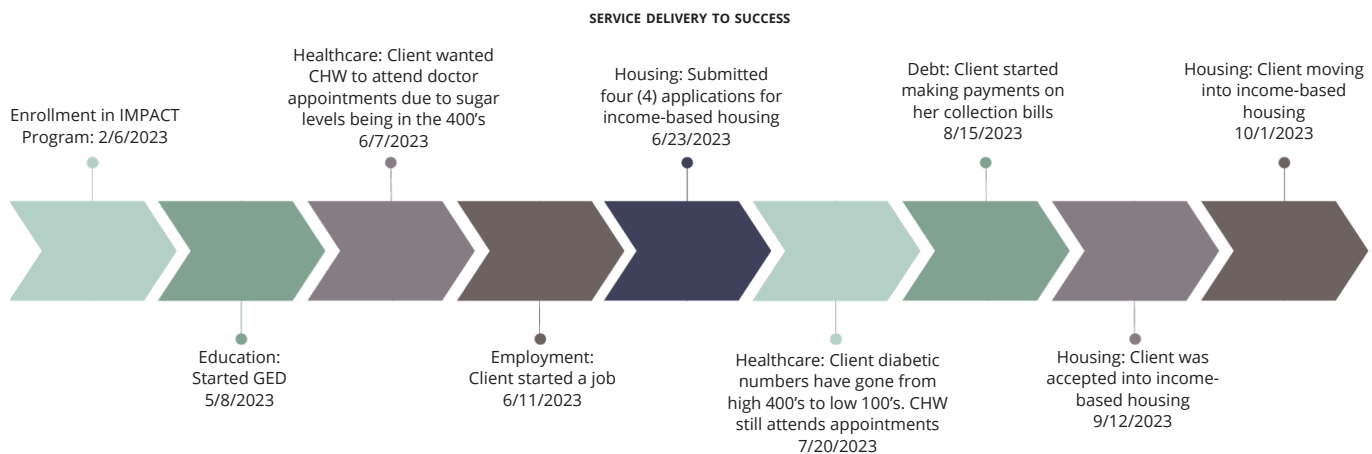 SERVICE DELIVERY TO SUCCESS
Enrollment in IMPACT
Program: 2/6/2023
Education:
Started GED
5/8/2023
Healthcare: Client wanted
CHW to attend doctor
appointments due to sugar
levels being in the 400's
6/7/2023
Employment:
Client started a job
6/11/2023
Housing: Submitted
four (4) applications for
income-based housing
6/23/2023
Healthcare: Client diabetic
numbers have gone from
high 400's to low 100's. CHW
still attends appointments
7/20/2023
Debt: Client started
making payments on
her collection bills
8/15/2023
Housing: Client was
accepted into income-
based housing
9/12/2023
Housing: Client moving
into income-based
housing
10/1/2023